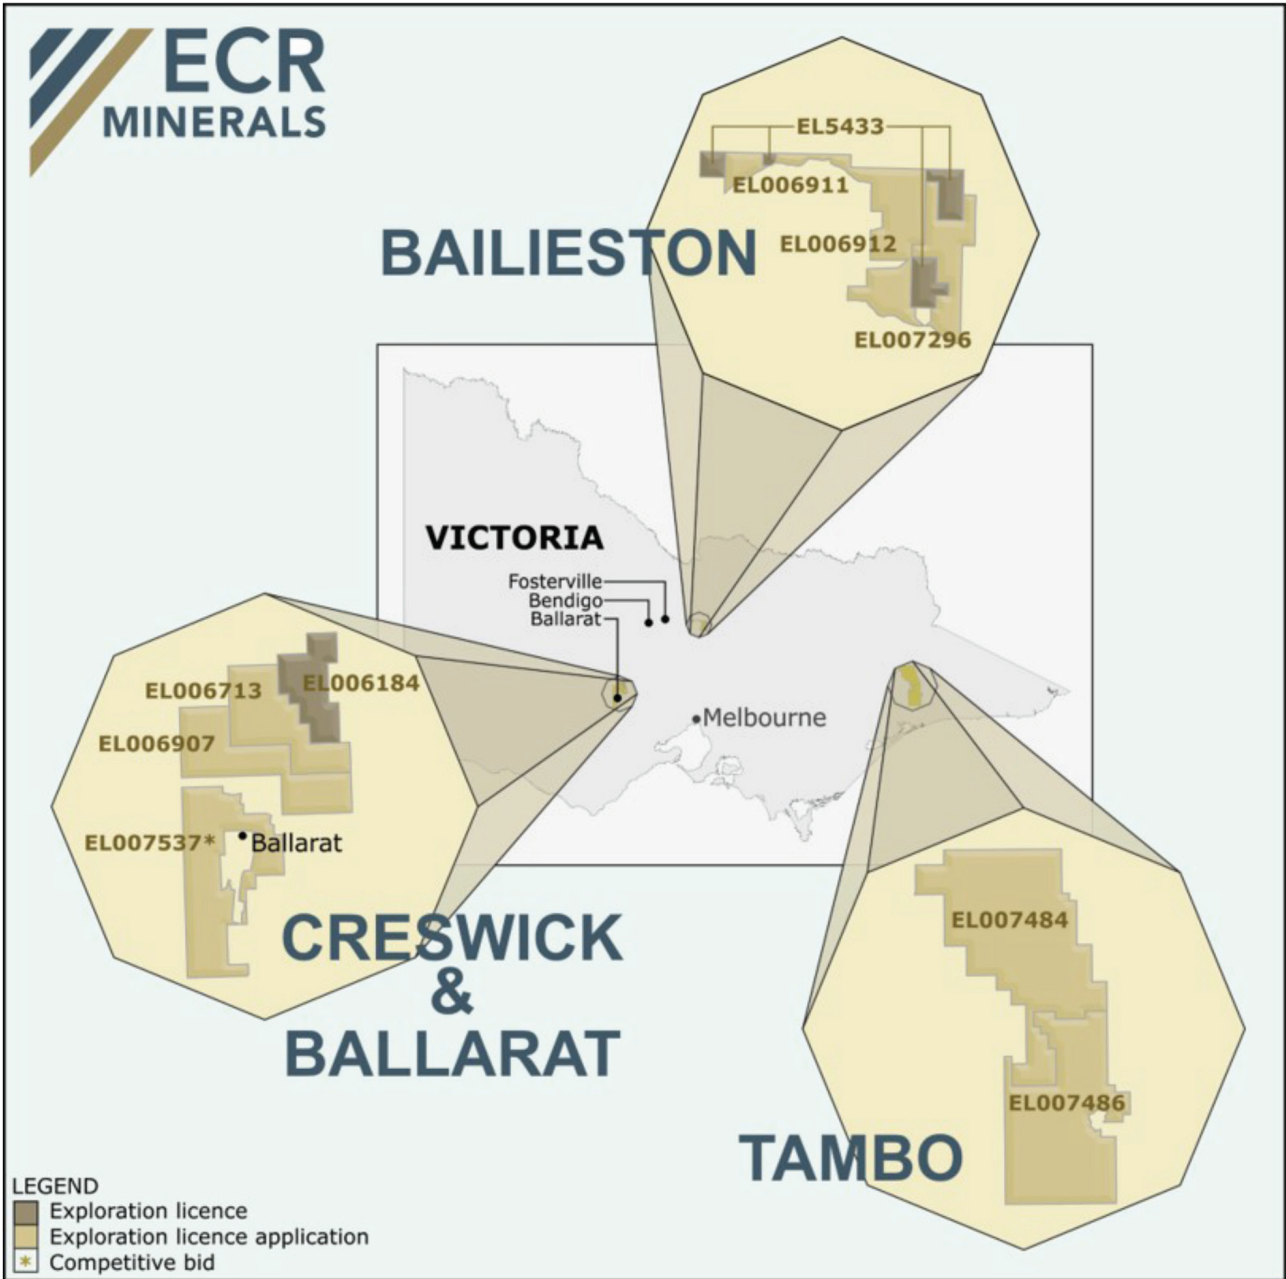 ECR
MINERALS
EL5433
EL006911
BAILIESTON
EL006912
EL007296
VICTORIA
Fosterville
Bendigo
Ballarat
EL006713
EL006184
Melbourne
EL006907
EL007537*
Ballarat
CRESWICK
&
BALLARAT
EL007484
EL007486
TAMBO
LEGEND
Exploration licence
Exploration licence application
* Competitive bid